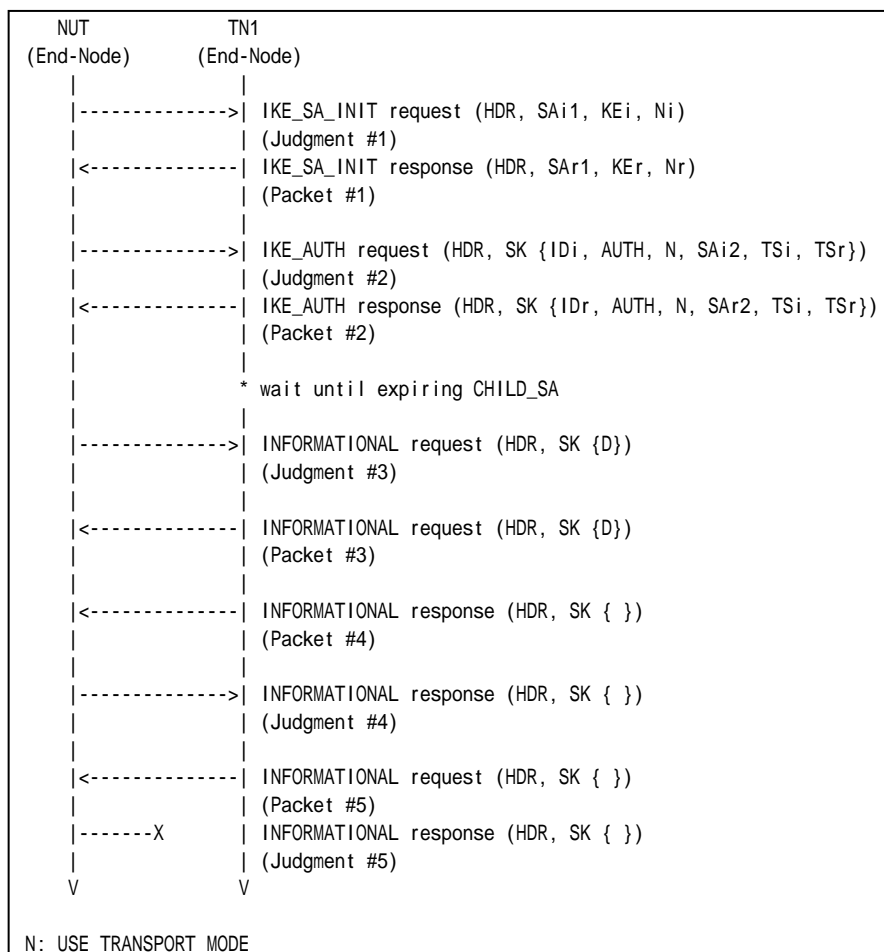 NUT TN1
(End-Node) (End-Node)
| |
|-------------->| IKE_SA_INIT request (HDR, SAi1, KEi, Ni)
| | (Judgment #1)
|<--------------| IKE_SA_INIT response (HDR, SAr1, KEr, Nr)
| | (Packet #1)
| |
|-------------->| IKE_AUTH request (HDR, SK {IDi, AUTH, N, SAi2, TSi, TSr})
| | (Judgment #2)
|<--------------| IKE_AUTH response (HDR, SK {IDr, AUTH, N, SAr2, TSi, TSr})
| | (Packet #2)
| |
| * wait until expiring CHILD_SA
| |
|-------------->| INFORMATIONAL request (HDR, SK {D})
| | (Judgment #3)
| |
|<--------------| INFORMATIONAL request (HDR, SK {D})
| | (Packet #3)
| |
|<--------------| INFORMATIONAL response (HDR, SK { })
| | (Packet #4)
| |
|-------------->| INFORMATIONAL response (HDR, SK { })
| | (Judgment #4)
| |
|<--------------| INFORMATIONAL request (HDR, SK { })
| | (Packet #5)
|-------X | INFORMATIONAL response (HDR, SK { })
| | (Judgment #5)
V V
N: USE TRANSPORT MODE